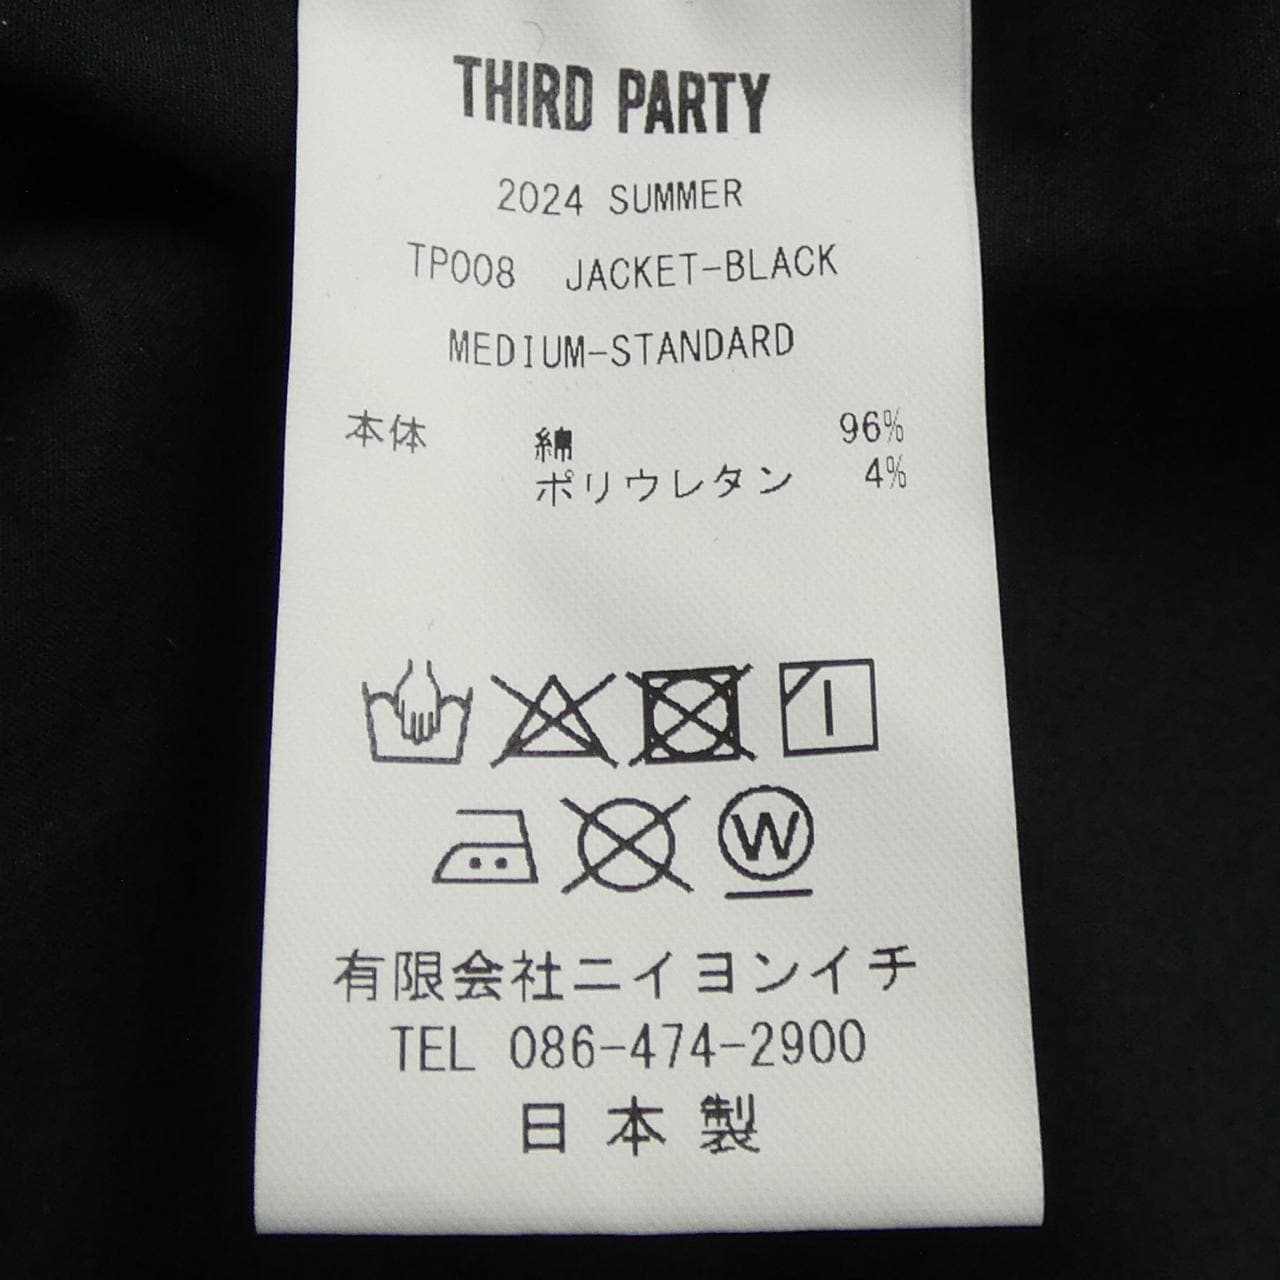 THIRD PARTY
2024 SUMMER
TP008 JACKET-BLACK
MEDIUM-STANDARD
本体 綿 96%
ポリウレタン 4%
W
有限会社ニイヨンイチ
TEL 086-474-2900
日本製